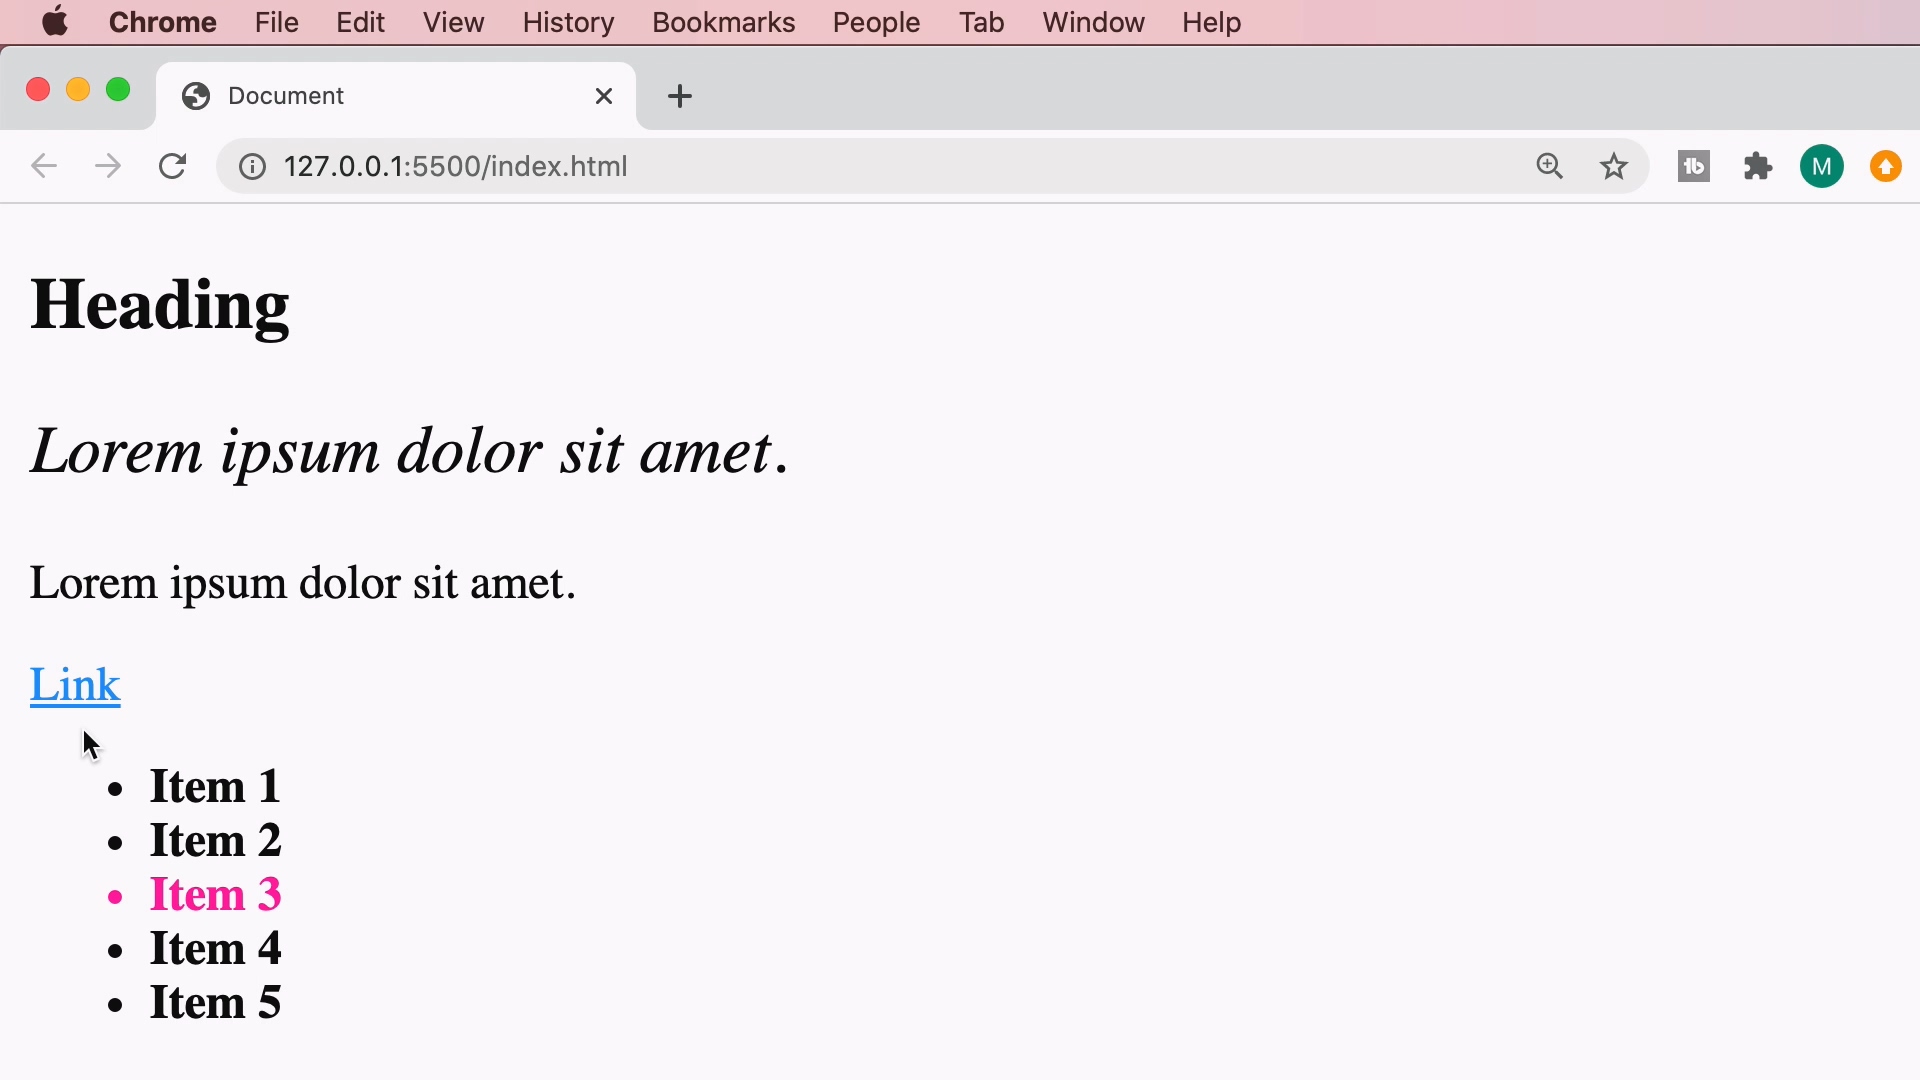 Chrome File Edit View History Bookmarks People Tab Window Help
Document
127.0.0.1:5500/index.html
tb
M
Heading
Lorem ipsum dolor sit amet.
Lorem ipsum dolor sit amet.
Link
• Item 1
• Item 2
• Item 3
• Item 4
• Item 5